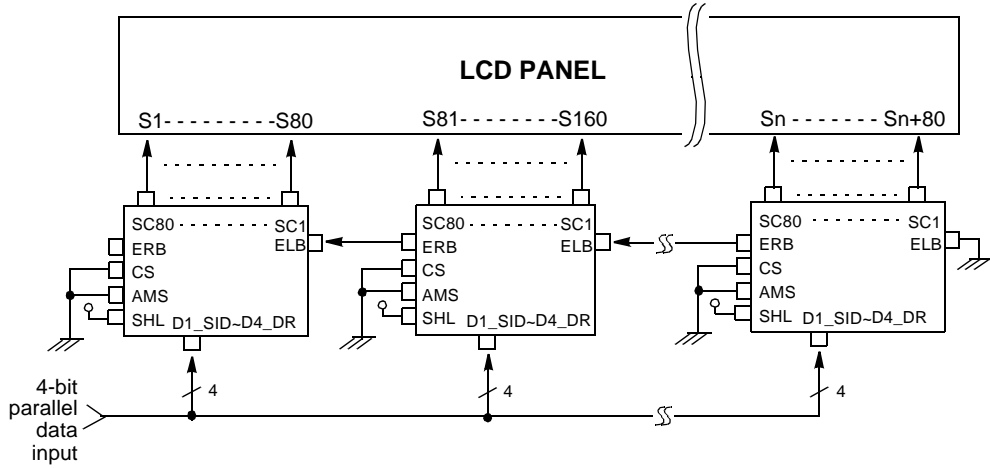 LCD PANEL
S1- - - - - - - - -S80
S81- - - - - - - -S160
Sn - - - - - - - Sn+80
SC80 - - - - - - SC1
ERB
ELB
CS
AMS
SHL
D1_SID~D4_DR
SC80 - - - - - - SC1
ERB
ELB
CS
AMS
SHL
D1_SID~D4_DR
SC80 - - - - - - SC1
ERB
ELB
CS
AMS
SHL
D1_SID~D4_DR
4
4
4
4-bit
parallel
data
input